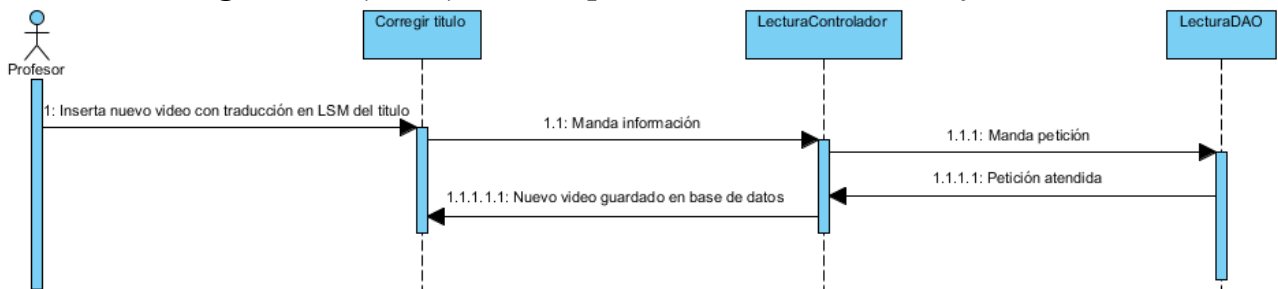 Corregir titulo
LecturaControlador
LecturaDAO
Profesor
1: Inserta nuevo video con traducción en LSM del titulo
1.1: Manda información
1.1.1: Manda petición
1.1.1.1: Petición atendida
1.1.1.1.1: Nuevo video guardado en base de datos